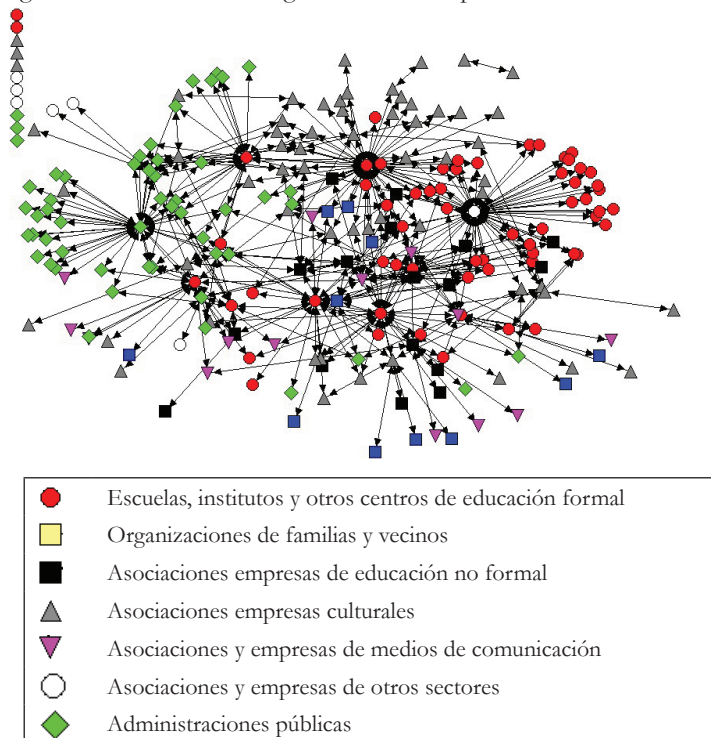 Escuelas, institutos y otros centros de educación formal
Organizaciones de familias y vecinos
Asociaciones empresas de educación no formal
Asociaciones empresas culturales
Asociaciones y empresas de medios de comunicación
Asociaciones y empresas de otros sectores
Administraciones públicas